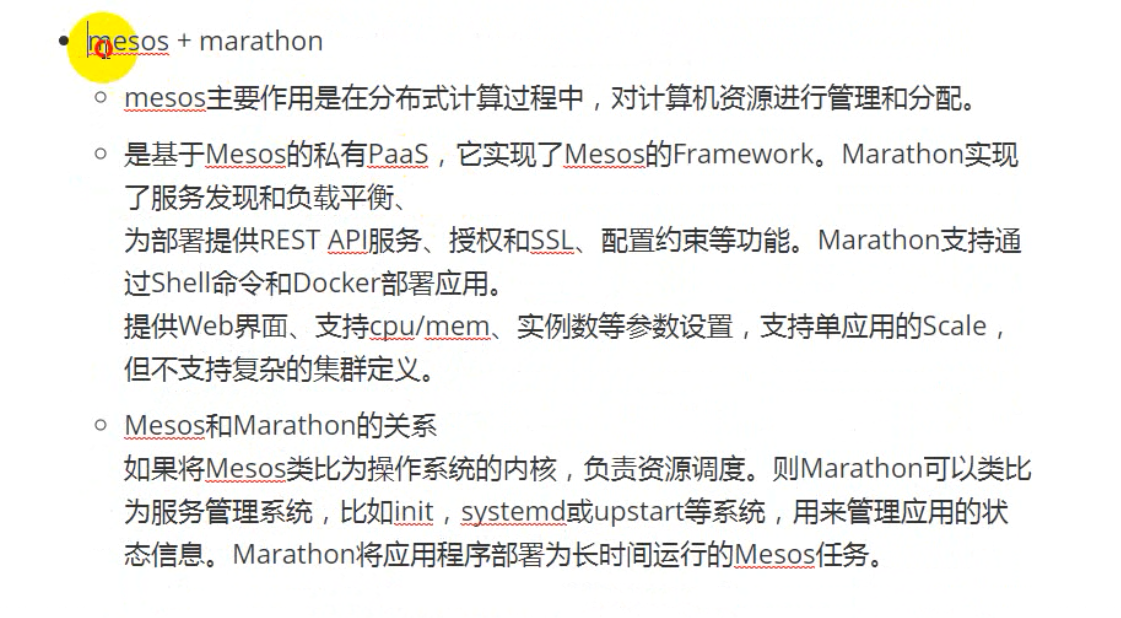 mesos + marathon
mesos主要作用是在分布式计算过程中，对计算机资源进行管理和分配。
是基于Mesos的私有PaaS，它实现了Mesos的Framework。Marathon实现
了服务发现和负载平衡、
为部署提供REST API服务、授权和SSL、配置约束等功能。Marathon支持通
过Shell命令和Docker部署应用。
提供Web界面、支持cpu/mem、实例数等参数设置，支持单应用的Scale，
但不支持复杂的集群定义。
Mesos和Marathon的关系
如果将Mesos类比为操作系统的内核，负责资源调度。则Marathon可以类比
为服务管理系统，比如init，systemd或upstart等系统，用来管理应用的状
态信息。Marathon将应用程序部署为长时间运行的Mesos任务。